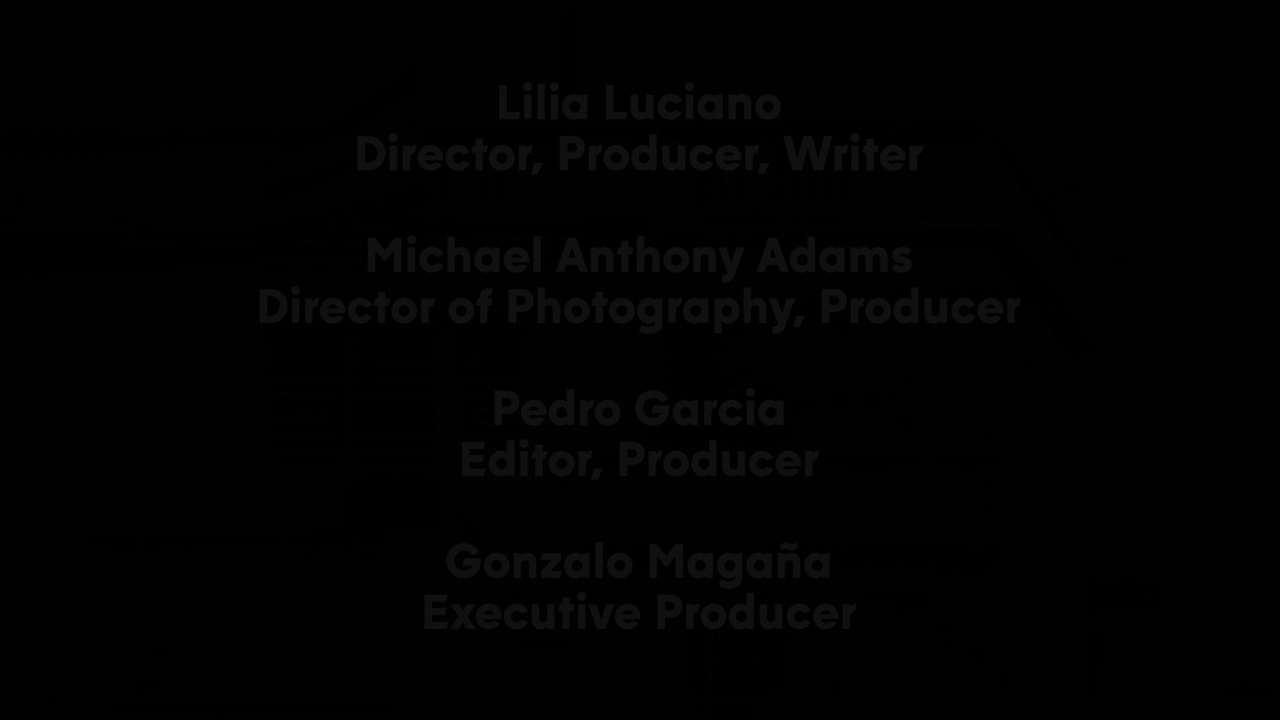 Lilia Luciano
Director, Producer, Writer
Michael Anthony Adams
Director of Photography, Producer
Pedro Garcia
Editor, Producer
Gonzalo Magaña
Executive Producer